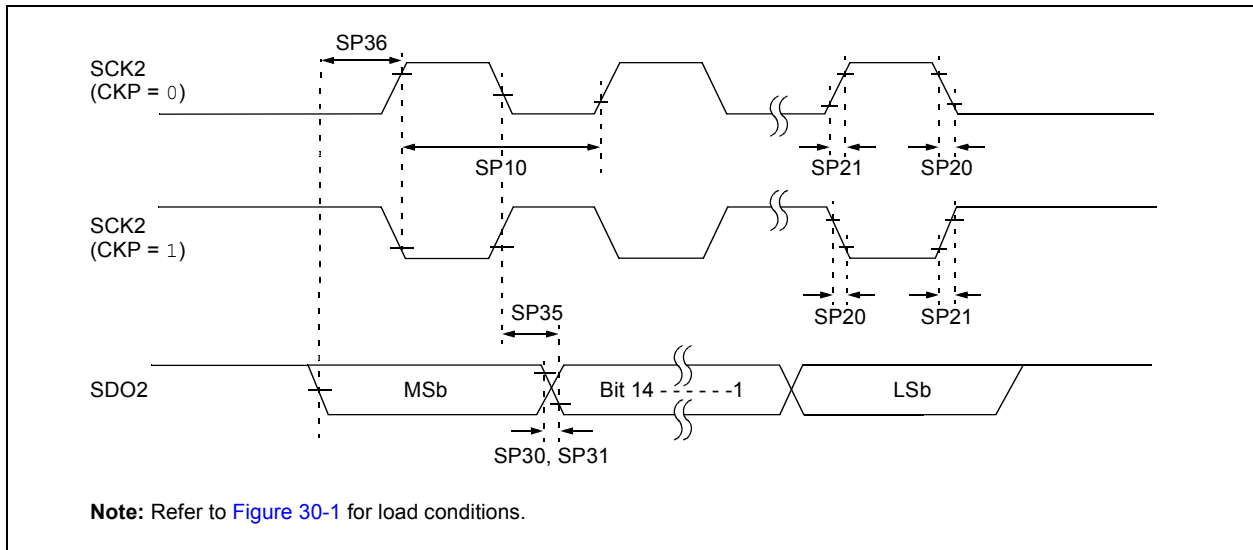 SP36
SCK2
(CKP = 0)
SP10
SP21
SP20
SCK2
(CKP = 1)
SP35
SP20
SP21
SDO2
MSb
Bit 14 - - - - - -1
LSb
SP30, SP31
Note: Refer to Figure 30-1 for load conditions.